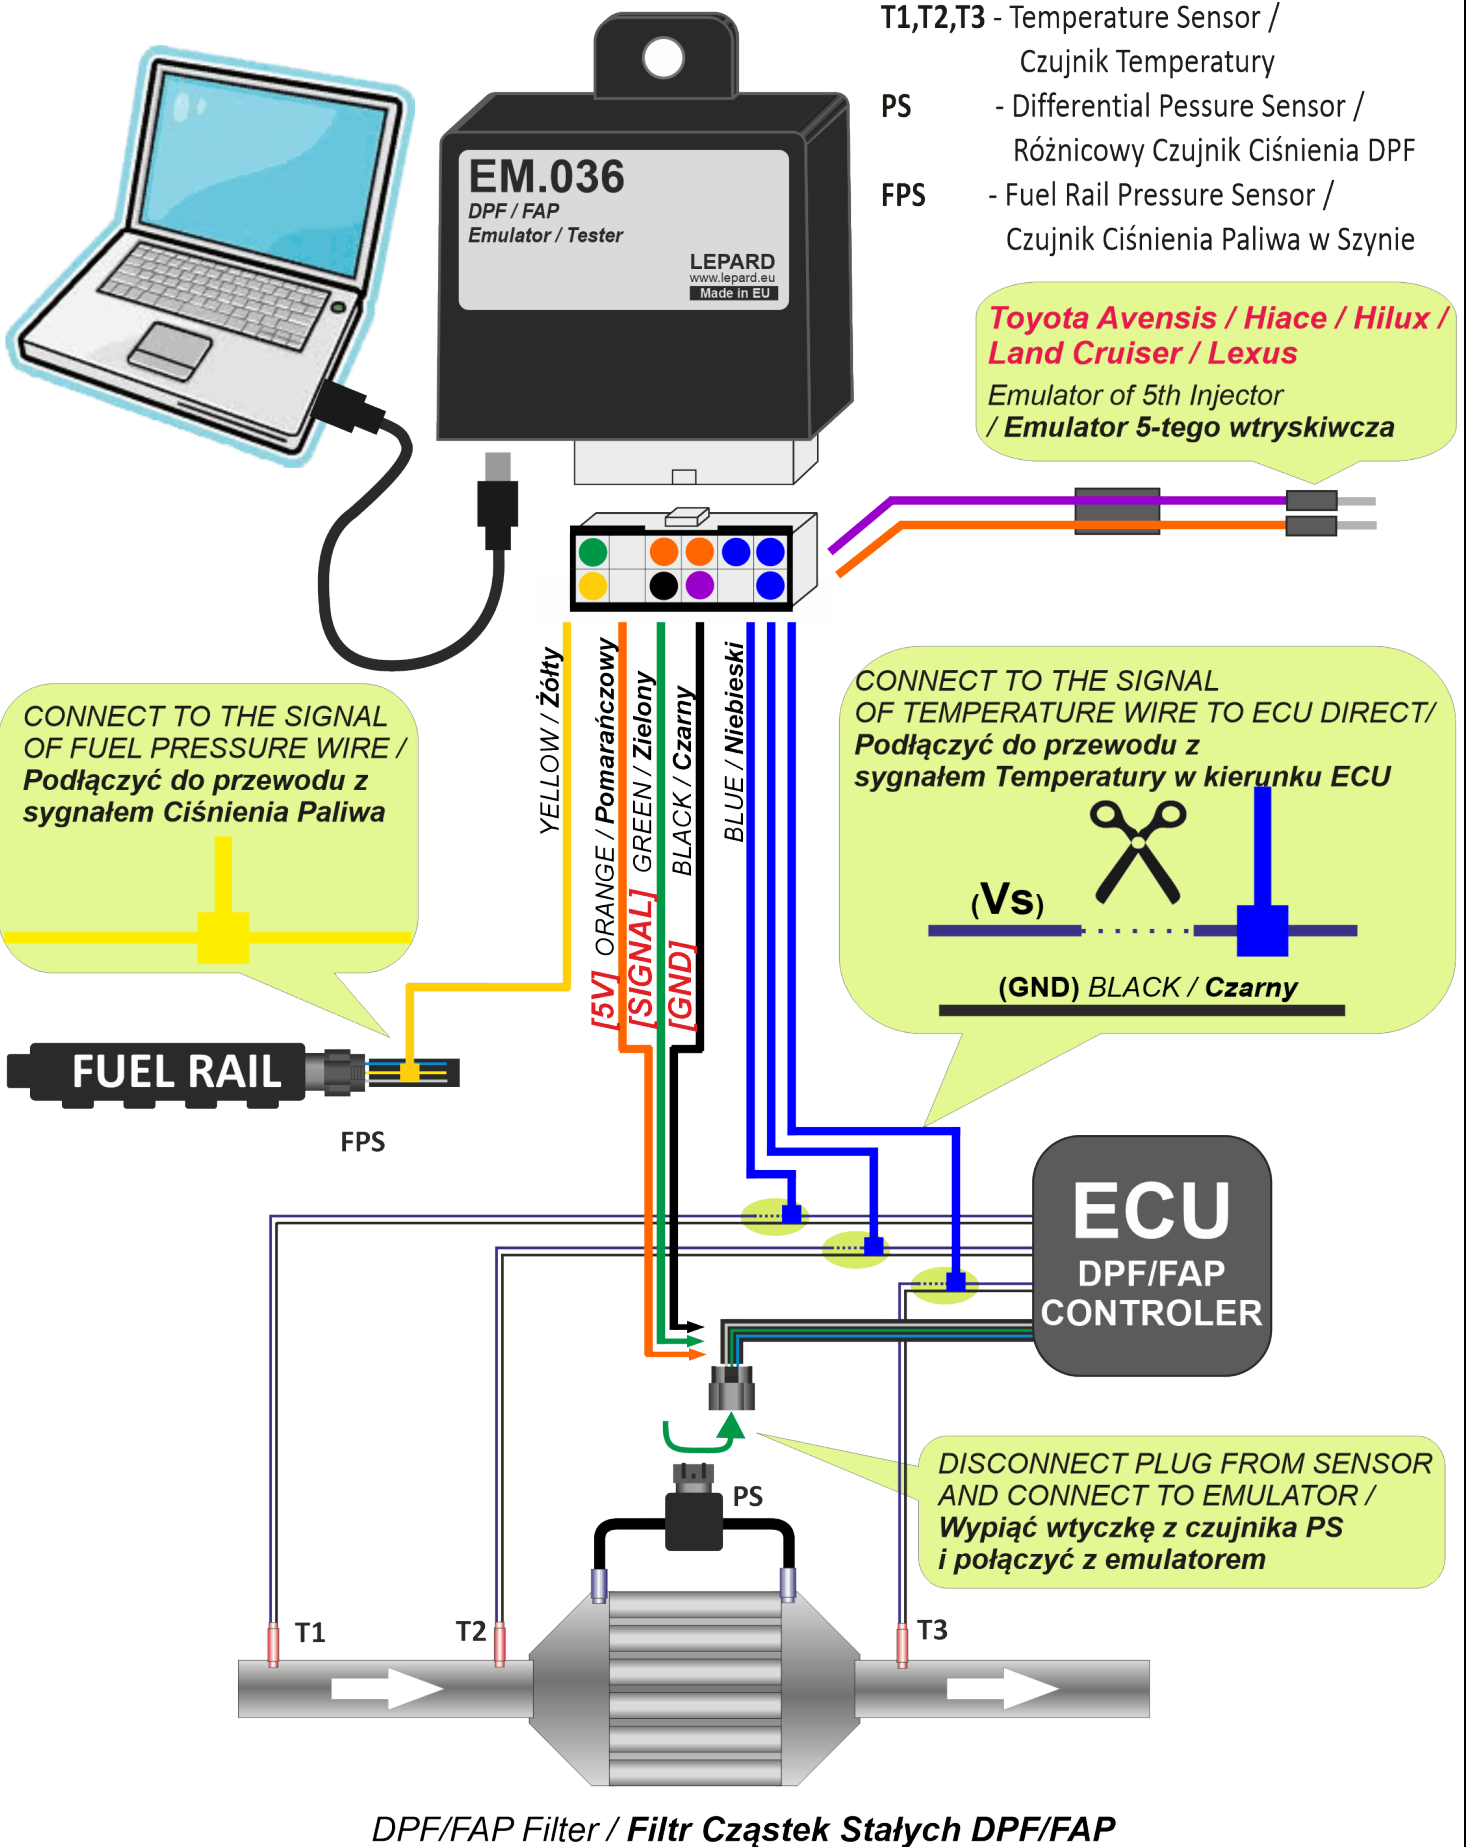 T1,T2,T3 - Temperature Sensor /
Czujnik Temperatury
PS - Differential Pessure Sensor /
Różnicowy Czujnik Ciśnienia DPF
FPS - Fuel Rail Pressure Sensor /
Czujnik Ciśnienia Paliwa w Szynie
EM.036
DPF / FAP
Emulator / Tester
LEPARD
www.lepard.eu
Made in EU
Toyota Avensis / Hiace / Hilux /
Land Cruiser / Lexus
Emulator of 5th Injector
/ Emulator 5-tego wtryskiwcza
CONNECT TO THE SIGNAL
OF FUEL PRESSURE WIRE /
Podłączyć do przewodu z
sygnałem Ciśnienia Paliwa
YELLOW / Żółty
[5V] ORANGE / Pomarańczowy
[SIGNAL] GREEN / Zielony
[GND] BLACK / Czarny
BLUE / Niebieski
CONNECT TO THE SIGNAL
OF TEMPERATURE WIRE TO ECU DIRECT/
Podłączyć do przewodu z
sygnałem Temperatury w kierunku ECU
(Vs)
(GND) BLACK / Czarny
FUEL RAIL
FPS
ECU
DPF/FAP
CONTROLER
DISCONNECT PLUG FROM SENSOR
AND CONNECT TO EMULATOR /
Wypiąć wtyczkę z czujnika PS
i połączyć z emulatorem
PS
T1
T2
T3
DPF/FAP Filter / Filtr Cząstek Stałych DPF/FAP